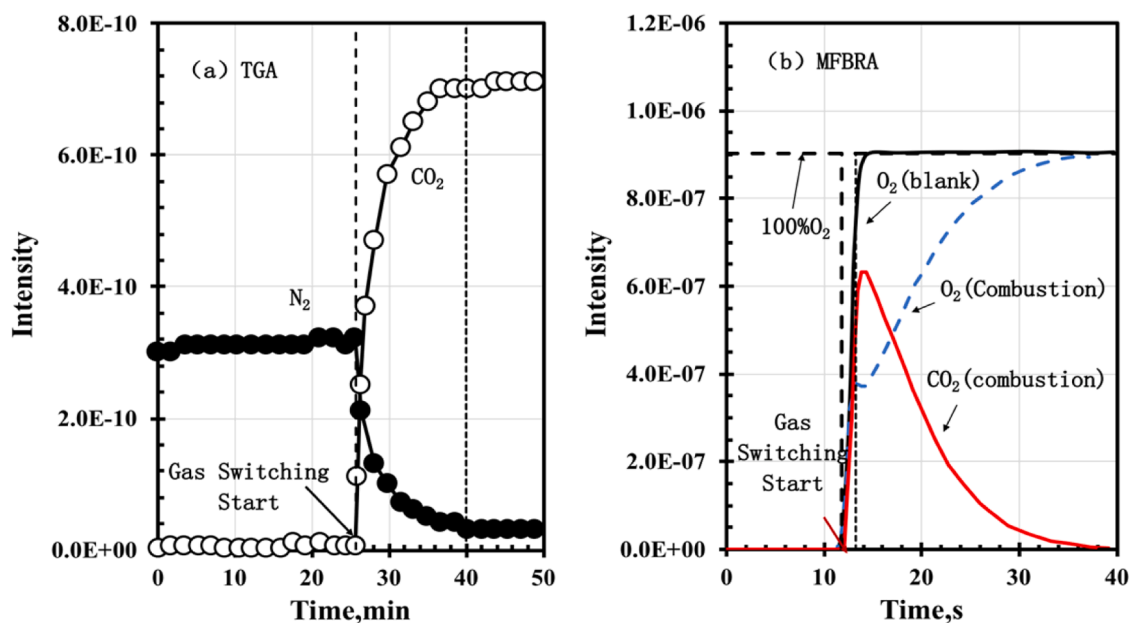 8.0E-10
6.0E-10
4.0E-10
2.0E-10
0.0E+00
Intensity
(a) TGA
CO2
N2
Gas Switching
Start
0
10
20
30
40
50
Time,min
1.2E-06
1.0E-06
8.0E-07
6.0E-07
4.0E-07
2.0E-07
0.0E+00
Intensity
(b) MFBRA
O2(blank)
100%O2
O2(Combustion)
CO2(combustion)
Gas
Switching
Start
0
10
20
30
40
Time,s